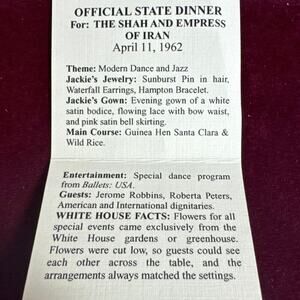 OFFICIAL STATE DINNER
For: THE SHAH AND EMPRESS
OF IRAN
April 11, 1962
Theme: Modern Dance and Jazz
Jackie's Jewelry: Sunburst Pin in hair,
Waterfall Earrings, Hampton Bracelet.
Jackie's Gown: Evening gown of a white
satin bodice, flowing lace with bow waist,
and pink satin bell skirting.
Main Course: Guinea Hen Santa Clara &
Wild Rice.
Entertainment: Special dance program
from Ballets: USA.
Guests: Jerome Robbins, Roberta Peters,
American and International dignitaries.
WHITE HOUSE FACTS: Flowers for all
special events came exclusively from the
White House gardens or greenhouse.
Flowers were cut low, so guests could see
each other across the table, and the
arrangements always matched the settings.